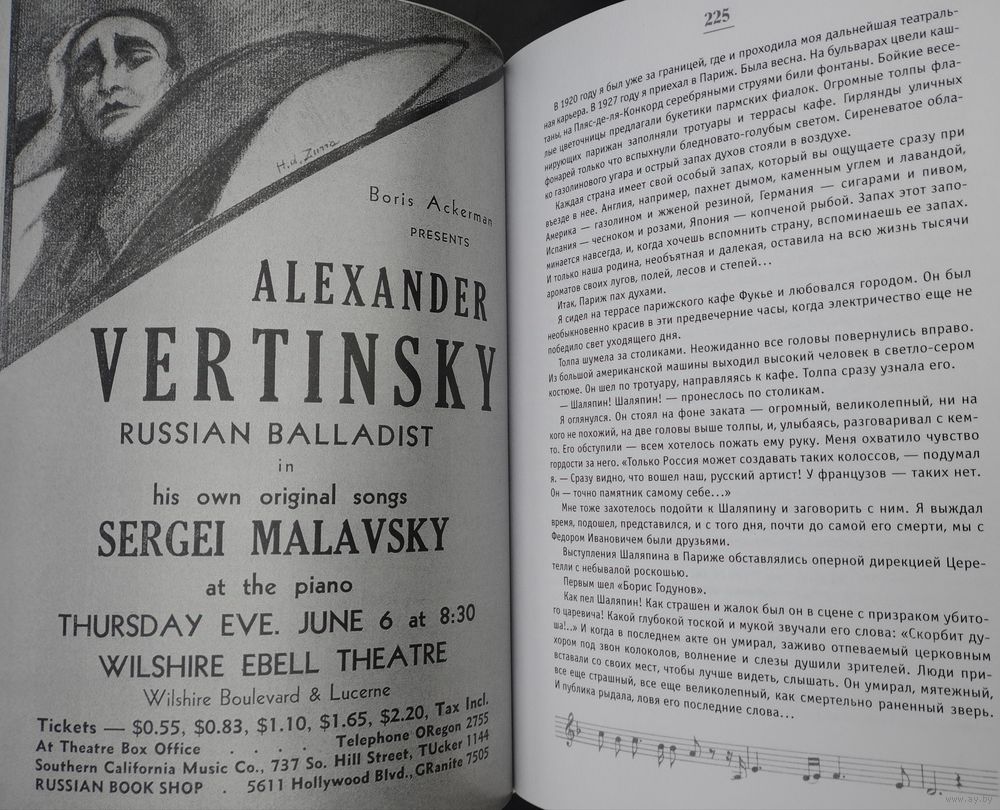 H.d. Zirra
Boris Ackerman
PRESENTS
ALEXANDER
VERTINSKY
RUSSIAN BALLADIST
in
his own original songs
SERGEI MALAVSKY
at the piano
THURSDAY EVE. JUNE 6 at 8:30
WILSHIRE EBELL THEATRE
Wilshire Boulevard & Lucerne
Tickets — $0.55, $0.83, $1.10, $1.65, $2.20, Tax Incl.
At Theatre Box Office . . . . . Telephone ORegon 2755
Southern California Music Co., 737 So. Hill Street, TUcker 1144
RUSSIAN BOOK SHOP . 5611 Hollywood Blvd., GRanite 7505
225
В 1920 году я был уже за границей, где и проходила моя дальнейшая театраль-
ная карьера. В 1927 году я приехал в Париж. Была весна. На бульварах цвели каш-
таны, на Пляс-де-ля-Конкорд серебряными струями били фонтаны. Бойкие весе-
лые цветочницы предлагали букетики пармских фиалок. Огромные толпы фла-
нирующих парижан заполняли тротуары и террасы кафе. Гирлянды уличных
фонарей только что вспыхнули бледновато-голубым светом. Сиреневатое обла-
ко газолинового угара и острый запах духов стояли в воздухе.
Каждая страна имеет свой особый запах, который вы ощущаете сразу при
въезде в нее. Англия, например, пахнет дымом, каменным углем и лавандой,
Америка — газолином и жженой резиной, Германия — сигарами и пивом,
Испания — чесноком и розами, Япония — копченой рыбой. Запах этот запо-
минается навсегда, и, когда хочешь вспомнить страну, вспоминаешь ее запах.
И только наша родина, необъятная и далекая, оставила на всю жизнь тысячи
ароматов своих лугов, полей, лесов и степей...
Итак, Париж пах духами.
Я сидел на террасе парижского кафе Фукье и любовался городом. Он был
необыкновенно красив в эти предвечерние часы, когда электричество еще не
победило свет уходящего дня.
Толпа шумела за столиками. Неожиданно все головы повернулись вправо.
Из большой американской машины выходил высокий человек в светло-сером
костюме. Он шел по тротуару, направляясь к кафе. Толпа сразу узнала его.
— Шаляпин! Шаляпин! — пронеслось по столикам.
Я оглянулся. Он стоял на фоне заката — огромный, великолепный, ни на
кого не похожий, на две головы выше толпы, и, улыбаясь, разговаривал с кем-
то. Его обступили — всем хотелось пожать ему руку. Меня охватило чувство
гордости за него. «Только Россия может создавать таких колоссов, — подумал
я. — Сразу видно, что вошел наш, русский артист! У французов — таких нет.
Он — точно памятник самому себе...»
Мне тоже захотелось подойти к Шаляпину и заговорить с ним. Я выждал
время, подошел, представился, и с того дня, почти до самой его смерти, мы с
Федором Ивановичем были друзьями.
Выступления Шаляпина в Париже обставлялись оперной дирекцией Цере-
телли с небывалой роскошью.
Первым шел «Борис Годунов».
Как пел Шаляпин! Как страшен и жалок был он в сцене с призраком убито-
го царевича! Какой глубокой тоской и мукой звучали его слова: «Скорбит ду-
ша!..» И когда в последнем акте он умирал, заживо отпеваемый церковным
хором под звон колоколов, волнение и слезы душили зрителей. Люди при-
вставали со своих мест, чтобы лучше видеть, слышать. Он умирал, мятежный,
все еще страшный, все еще великолепный, как смертельно раненный зверь.
И публика рыдала, ловя его последние слова...
www.ay.by